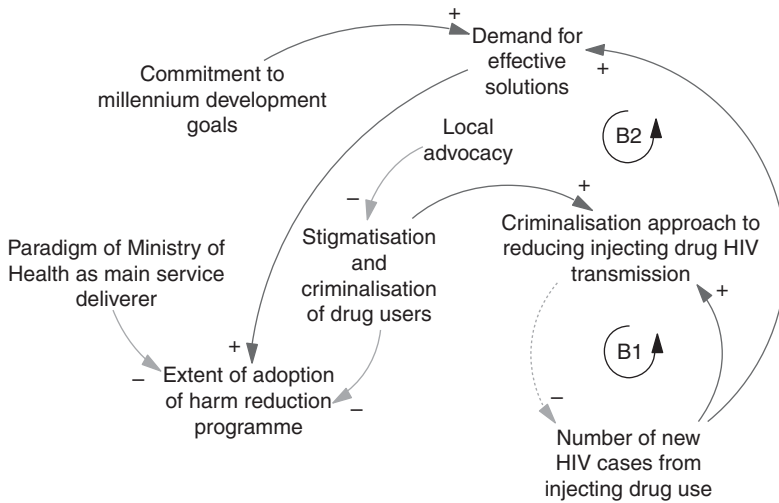 +
Demand for
effective
solutions
+
Commitment to
millennium development
goals
Local
advocacy
B2
–
+
Stigmatisation
and
criminalisation
of drug users
Criminalisation approach to
reducing injecting drug HIV
transmission
Paradigm of Ministry of
Health as main service
deliverer
+
B1
+
–
Extent of adoption
of harm reduction
programme
–
–
Number of new
HIV cases from
injecting drug use